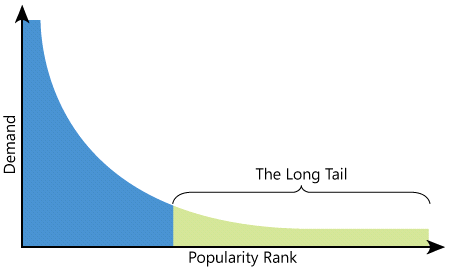 The Long Tail
Demand
Popularity Rank